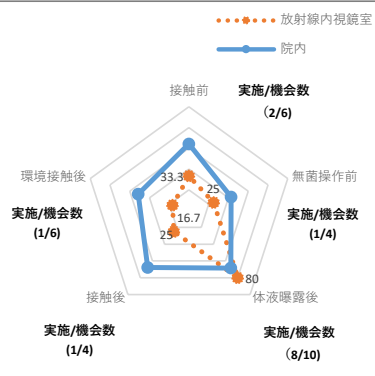 放射線内視鏡室
院内
接触前
実施/機会数
（2/6)
33.3
25
環境接触後
無菌操作前
実施/機会数
(1/6)
16.7
実施/機会数
(1/4)
25
80
接触後
体液曝露後
実施/機会数
(1/4)
実施/機会数
（8/10)